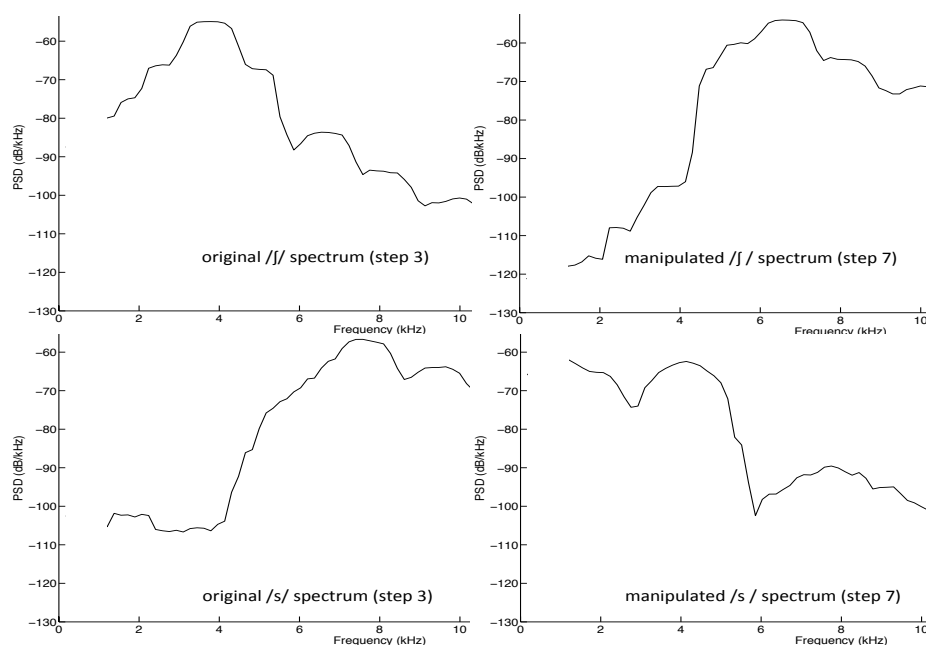 PSD (dB/kHz)
−60
−70
−80
−90
−100
−110
−120
−130
original /ʃ/ spectrum (step 3)
0 2 4 6 8 10
Frequency (kHz)
PSD (dB/kHz)
−60
−70
−80
−90
−100
−110
−120
−130
manipulated /ʃ / spectrum (step 7)
0 2 4 6 8 10
Frequency (kHz)
PSD (dB/kHz)
−60
−70
−80
−90
−100
−110
−120
−130
original /s/ spectrum (step 3)
0 2 4 6 8 10
Frequency (kHz)
PSD (dB/kHz)
−60
−70
−80
−90
−100
−110
−120
−130
manipulated /s / spectrum (step 7)
0 2 4 6 8 10
Frequency (kHz)